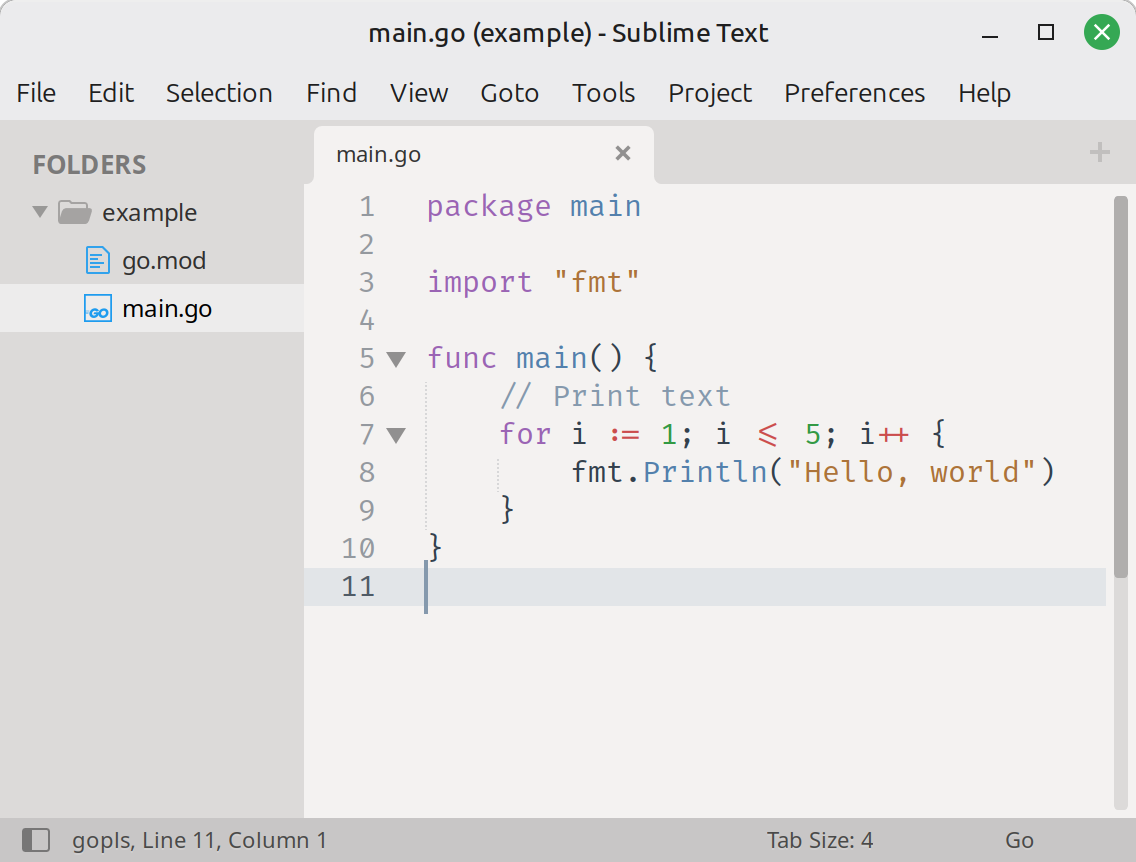 main.go (example) - Sublime Text
File Edit Selection Find View Goto Tools Project Preferences Help
FOLDERS
example
go.mod
GO main.go
main.go
1 package main
2
3 import "fmt"
4
5 func main() {
6     // Print text
7     for i := 1; i <= 5; i++ {
8         fmt.Println("Hello, world")
9     }
10 }
11
gopls, Line 11, Column 1 Tab Size: 4 Go